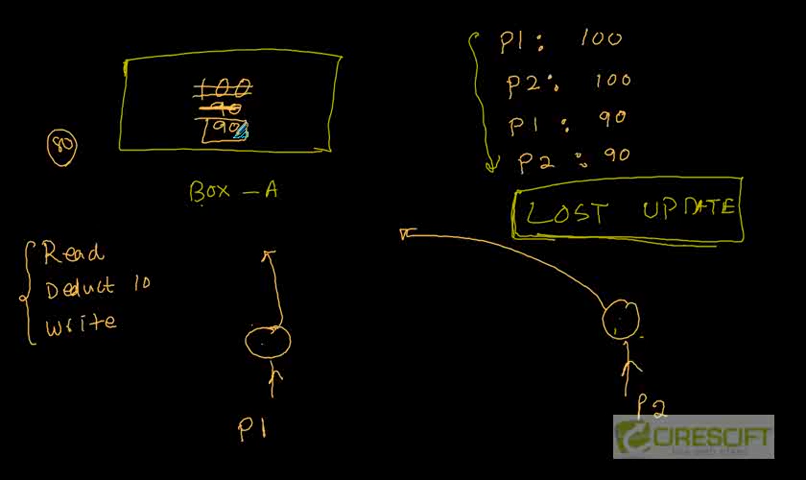 P1 : 100
P2 : 100
P1 : 90
P2 : 90
100
90
90
80
BOX - A
LOST UPDATE
Read
Deduct 10
Write
P1
P2
CIRESCIFT